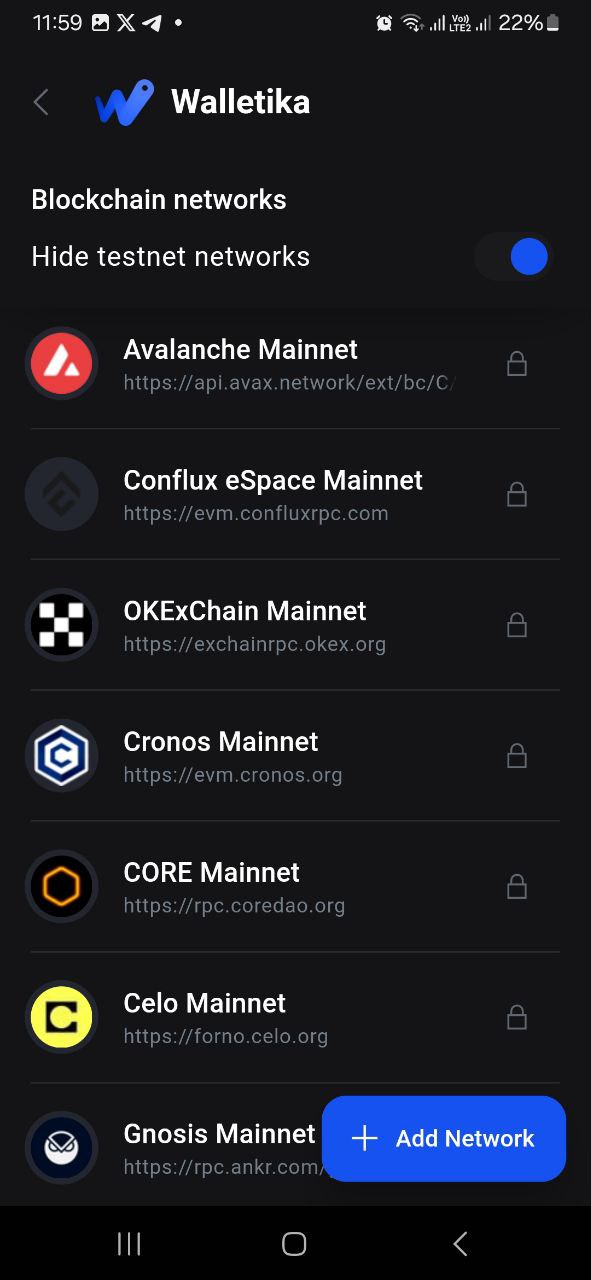 11:59
Vo)) LTE2 22%
Walletika
Blockchain networks
Hide testnet networks
Avalanche Mainnet
https://api.avax.network/ext/bc/C/
Conflux eSpace Mainnet
https://evm.confluxrpc.com
OKExChain Mainnet
https://exchainrpc.okex.org
Cronos Mainnet
https://evm.cronos.org
CORE Mainnet
https://rpc.coredao.org
Celo Mainnet
https://forno.celo.org
Gnosis Mainnet
https://rpc.ankr.com/
Add Network